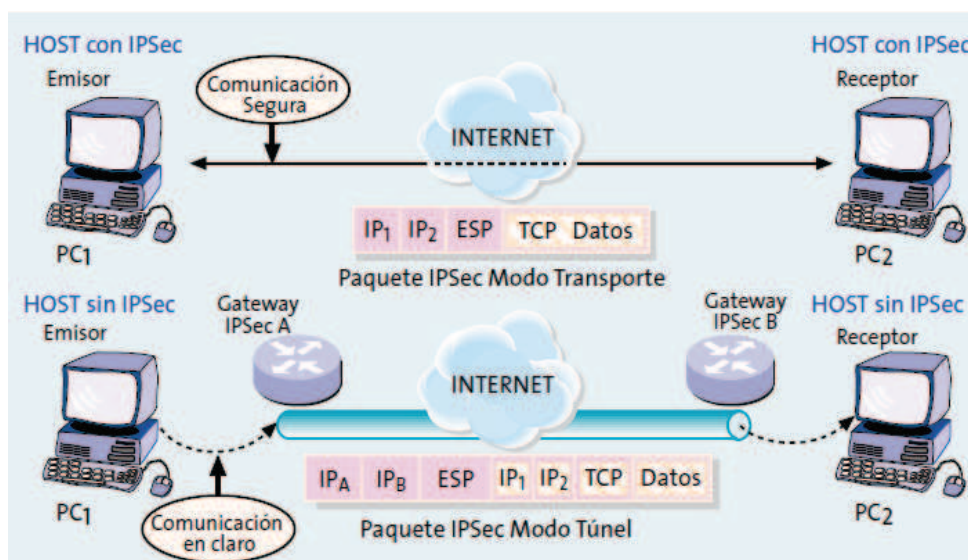 HOST con IPSec
Emisor
Comunicación
Segura
INTERNET
HOST con IPSec
Receptor
PC1
IP1 IP2 ESP TCP Datos
PC2
Paquete IPSec Modo Transporte
HOST sin IPSec
Emisor
Gateway
IPSec A
INTERNET
Gateway
IPSec B
HOST sin IPSec
Receptor
PC1
IPA IPB ESP IP1 IP2 TCP Datos
PC2
Comunicación
en claro
Paquete IPSec Modo Túnel